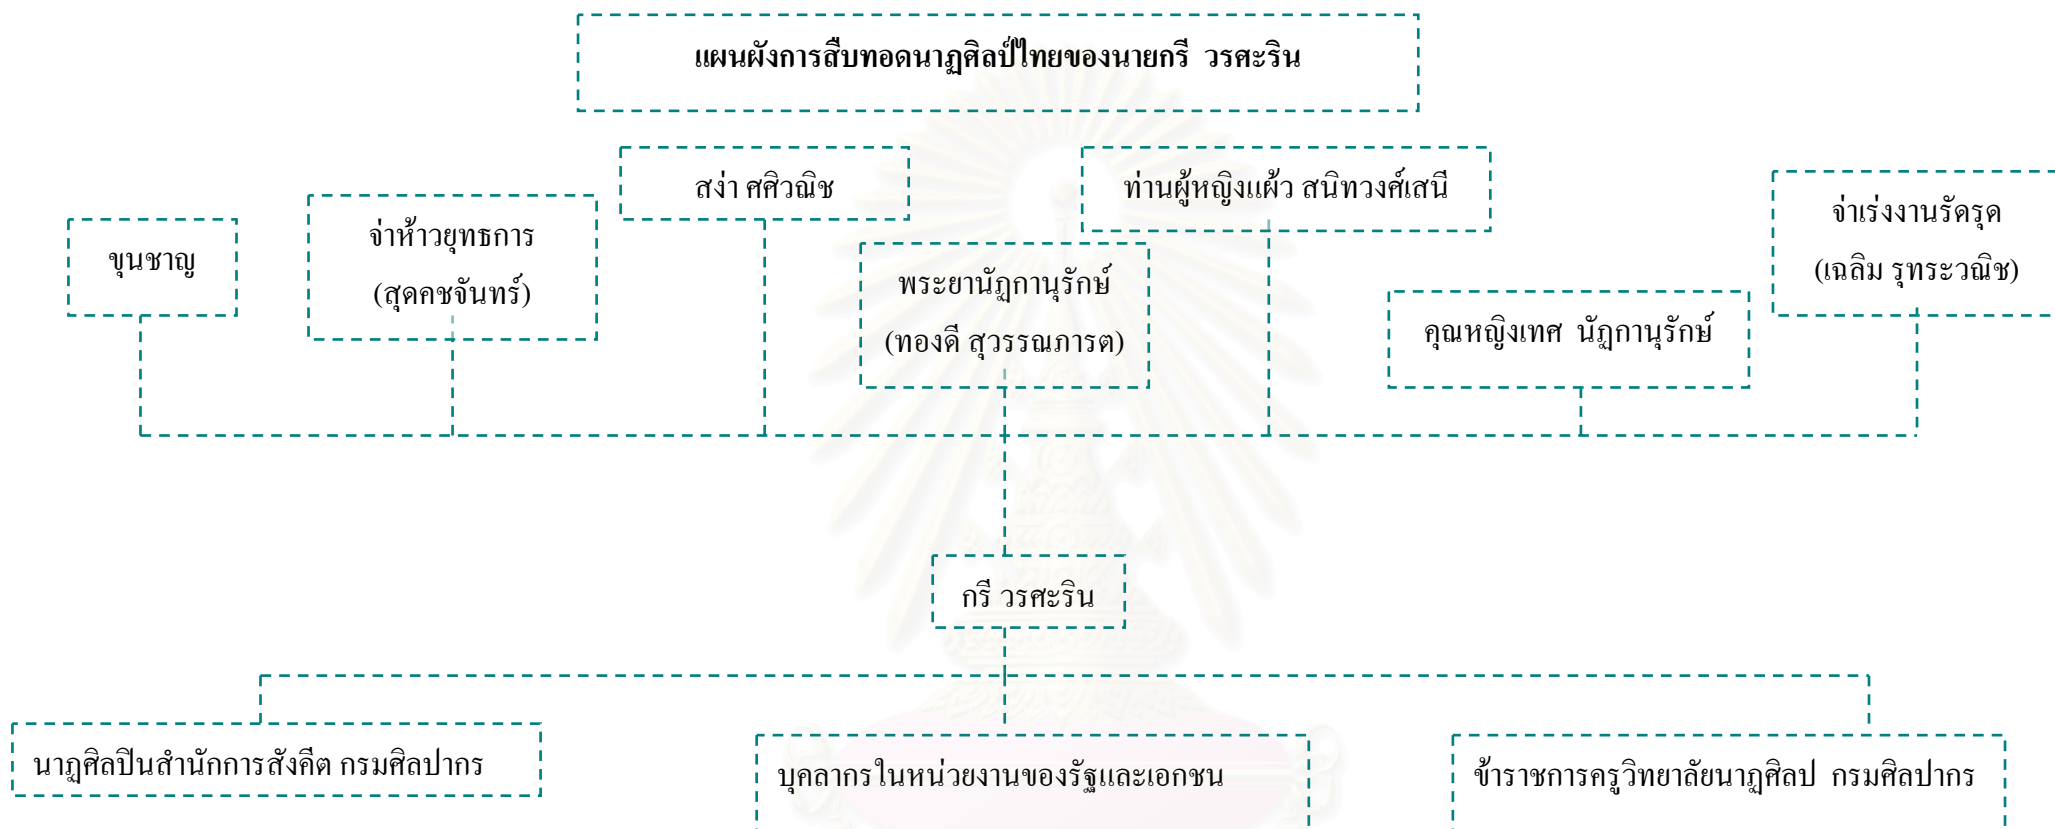 แผนผังการสืบทอดนาฏศิลป์ไทยของนายกรี วรศะริน
สง่า ศศิวณิช
ท่านผู้หญิงแผ้ว สนิทวงศ์เสนี
จ่าเร่งงานรัดรุด
(เฉลิม รุทระวณิช)
จ่าห้าวยุทธการ
(สุดคชจันทร์)
ขุนชาญ
พระยานัฏกานุรักษ์
(ทองดี สุวรรณภารต)
คุณหญิงเทศ นัฏกานุรักษ์
กรี วรศะริน
นาฏศิลปินสำนักการสังคีต กรมศิลปากร
บุคลากรในหน่วยงานของรัฐและเอกชน
ข้าราชการครูวิทยาลัยนาฏศิลป กรมศิลปากร